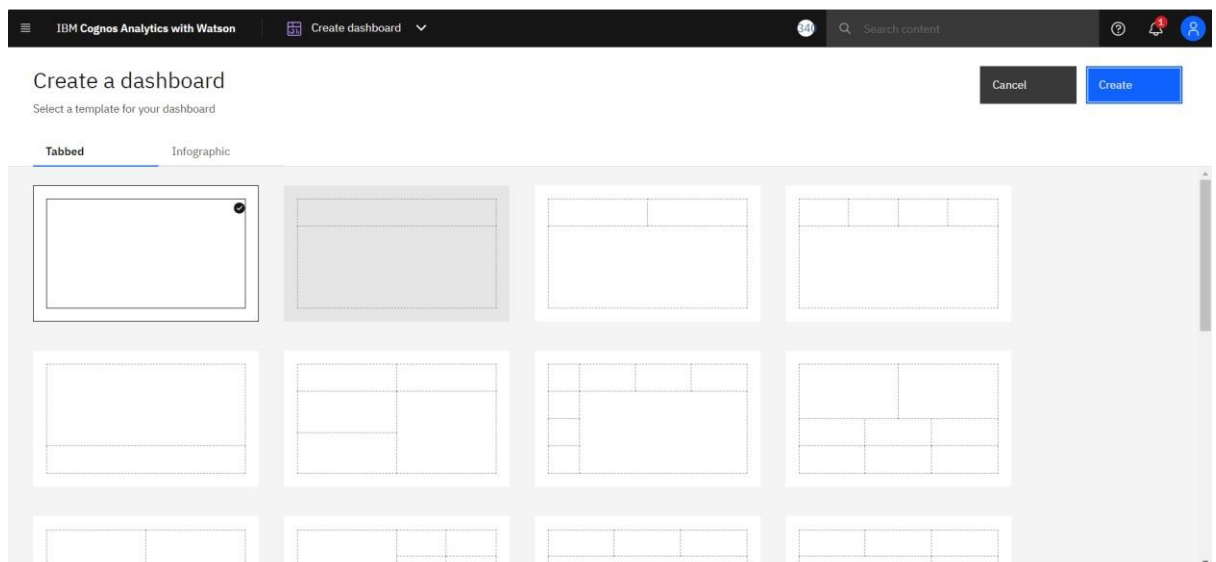 IBM Cognos Analytics with Watson
Create dashboard
Search content
1
Create a dashboard
Select a template for your dashboard
Cancel
Create
Tabbed
Infographic